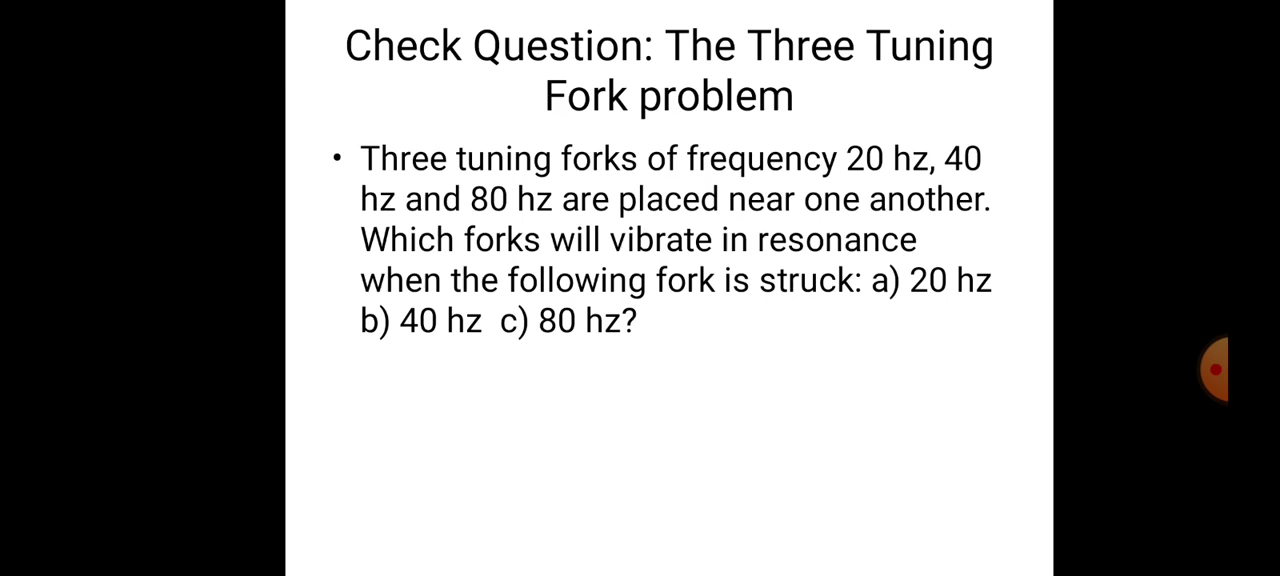 Check Question: The Three Tuning
Fork problem
• Three tuning forks of frequency 20 hz, 40
hz and 80 hz are placed near one another.
Which forks will vibrate in resonance
when the following fork is struck: a) 20 hz
b) 40 hz  c) 80 hz?